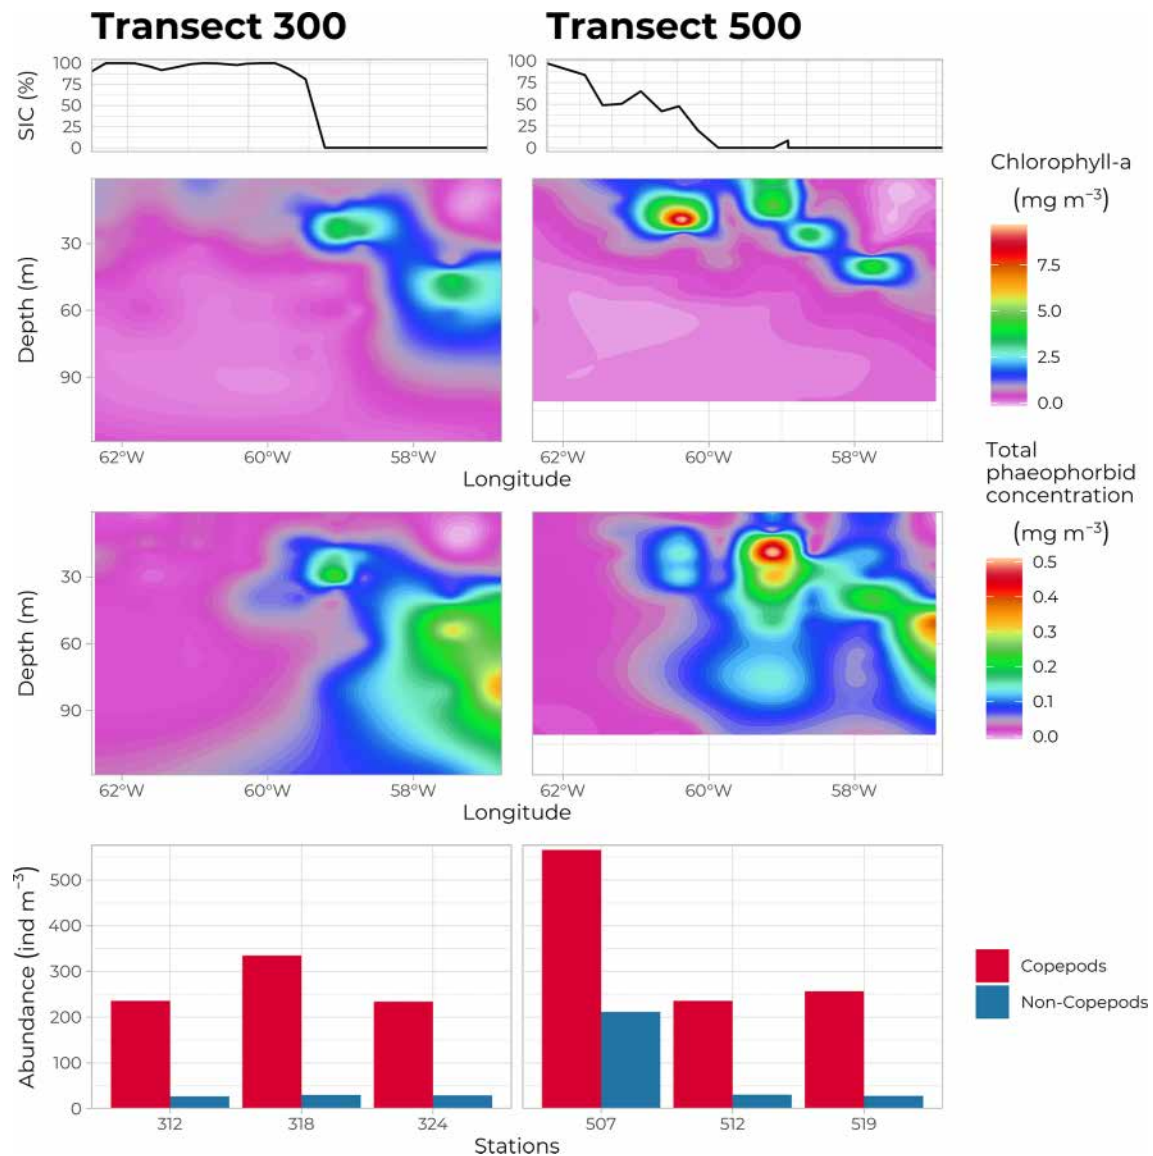 Transect 300
Transect 500
SIC (%)
100
75
50
25
0
100
75
50
25
0
Depth (m)
30
60
90
62°W
60°W
58°W
62°W
60°W
58°W
Longitude
Chlorophyll-a
(mg m⁻³)
7.5
5.0
2.5
0.0
Depth (m)
30
60
90
62°W
60°W
58°W
62°W
60°W
58°W
Longitude
Total
phaeophorbid
concentration
(mg m⁻³)
0.5
0.4
0.3
0.2
0.1
0.0
Abundance (ind m⁻³)
500
400
300
200
100
0
312
318
324
507
512
519
Stations
Copepods
Non-Copepods